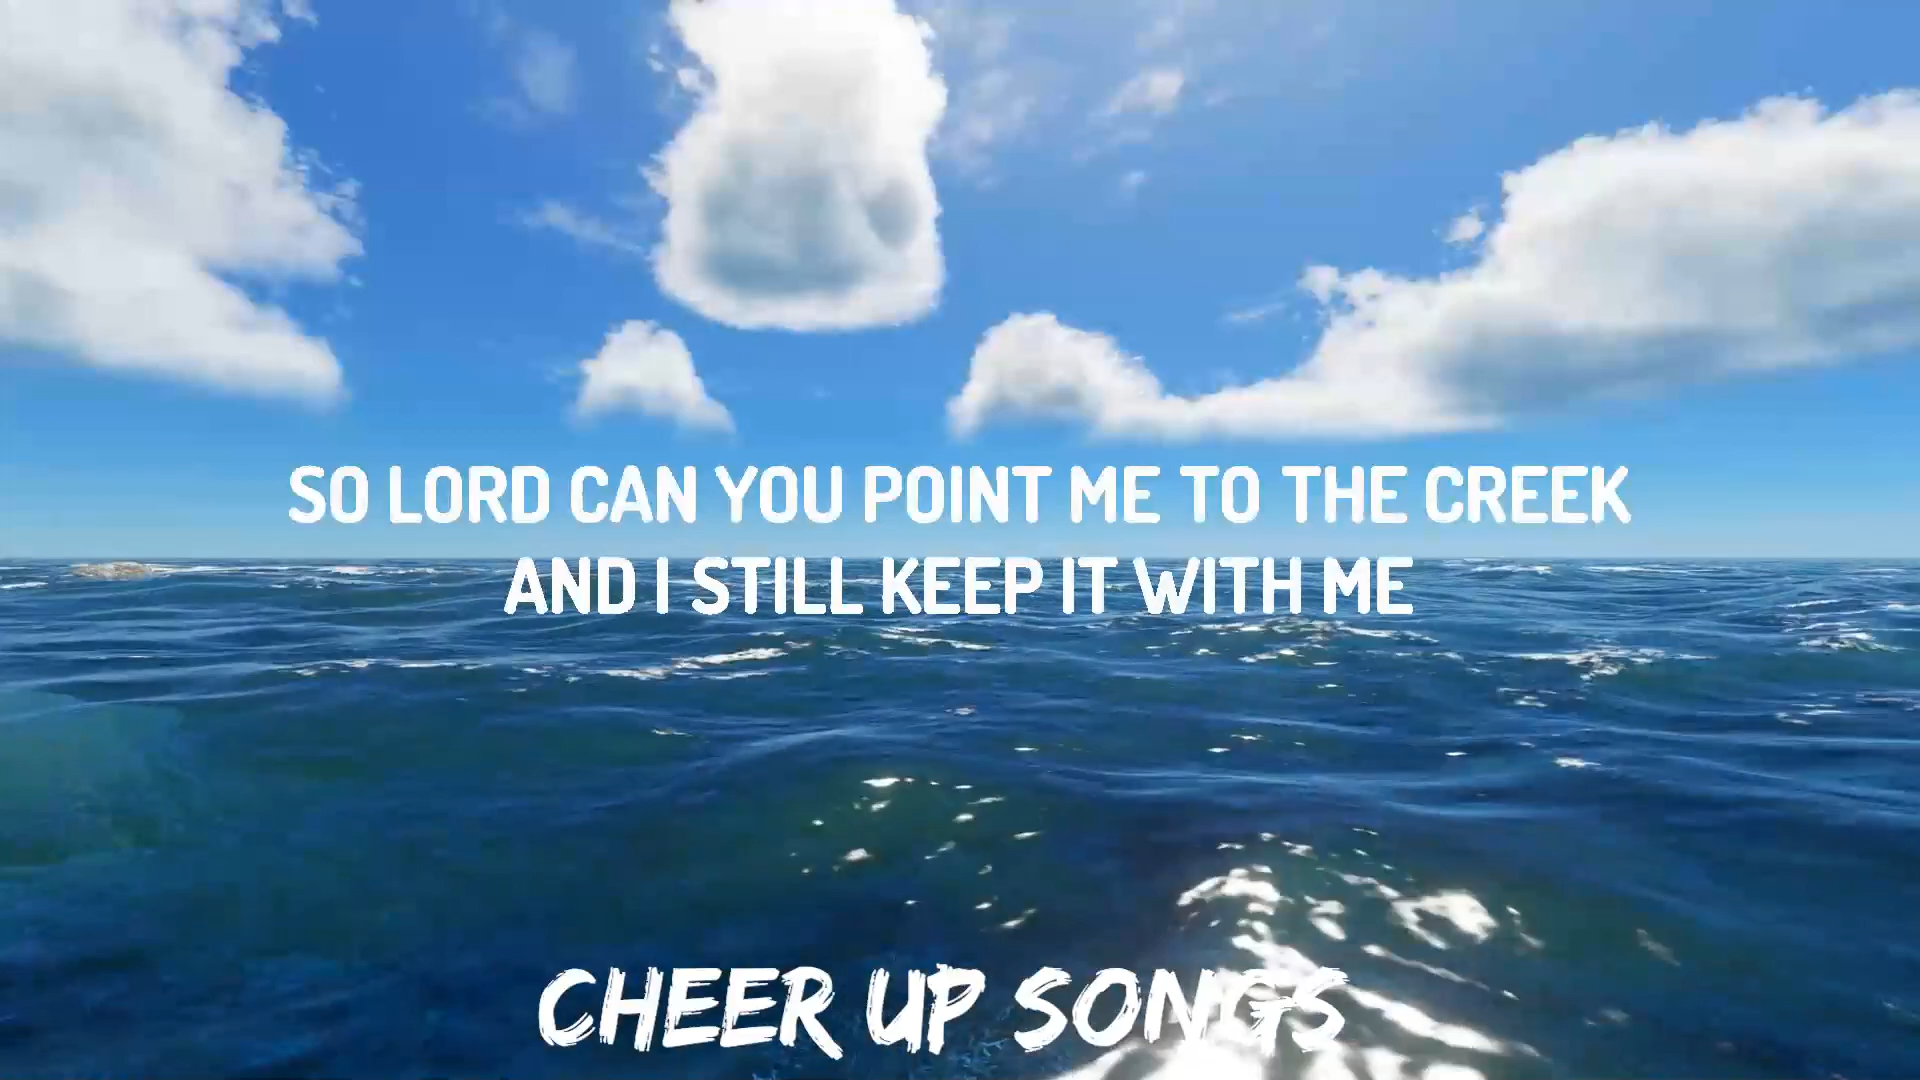 SO LORD CAN YOU POINT ME TO THE CREEK
AND I STILL KEEP IT WITH ME
CHEER UP SONGS